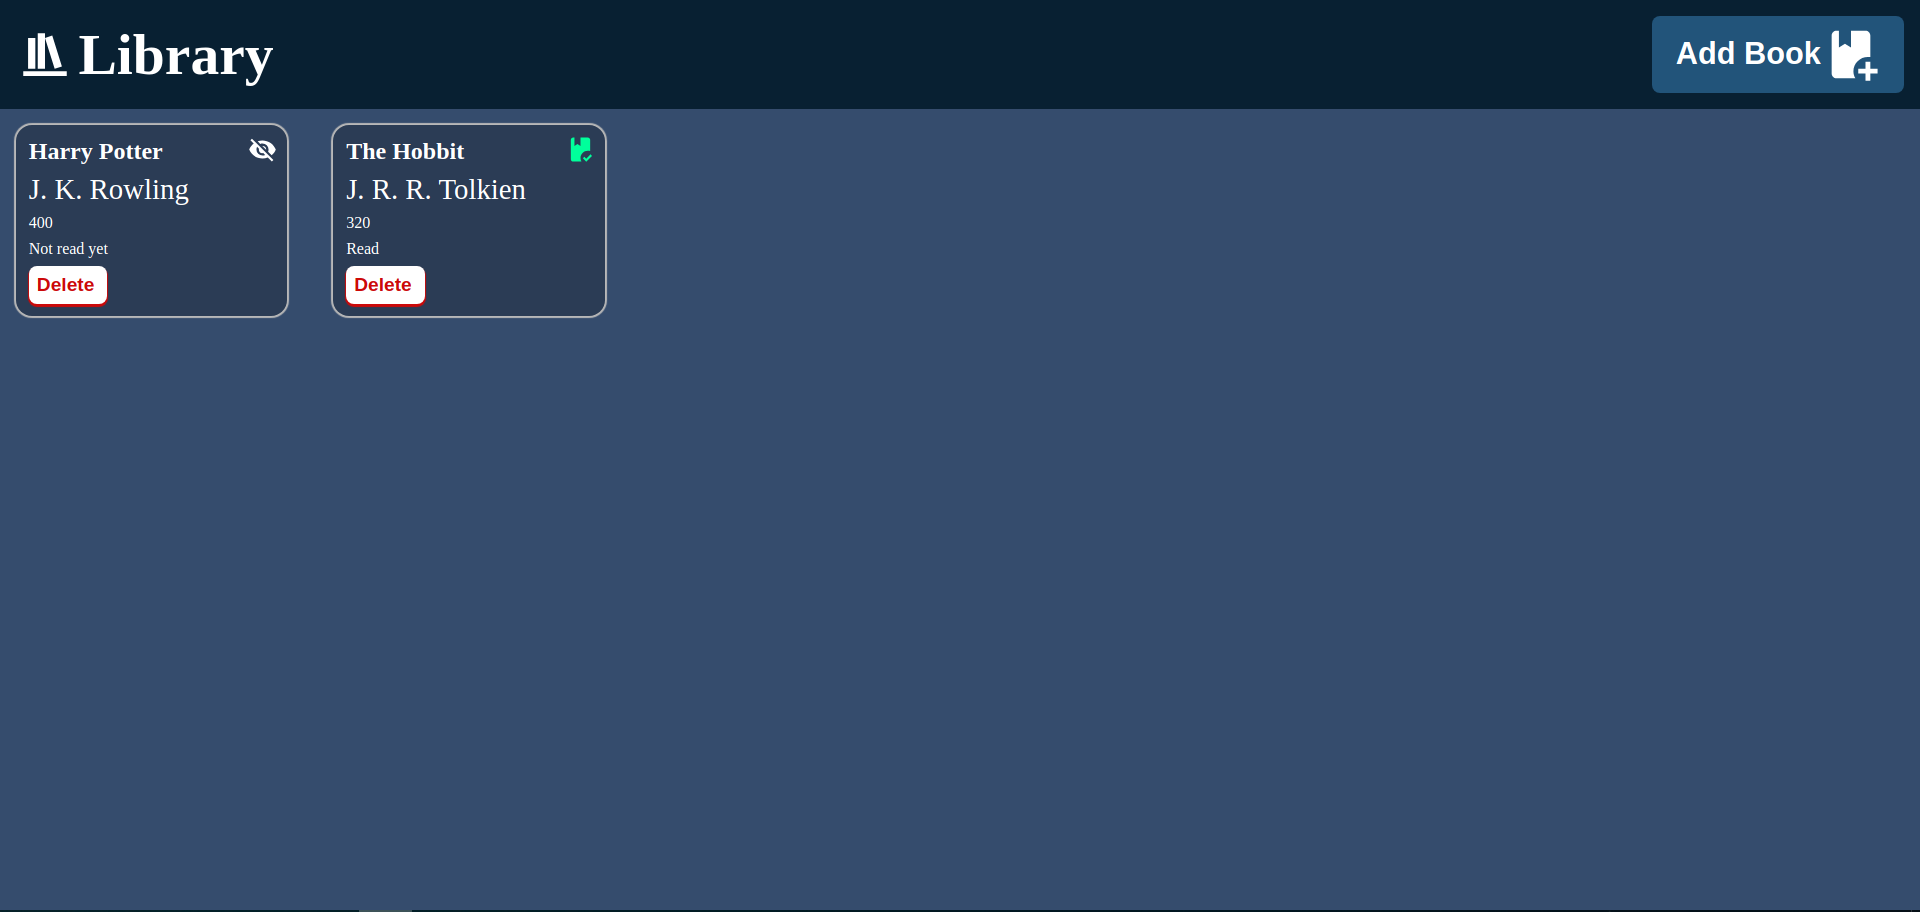 Library
Add Book
Harry Potter
J. K. Rowling
400
Not read yet
Delete
The Hobbit
J. R. R. Tolkien
320
Read
Delete